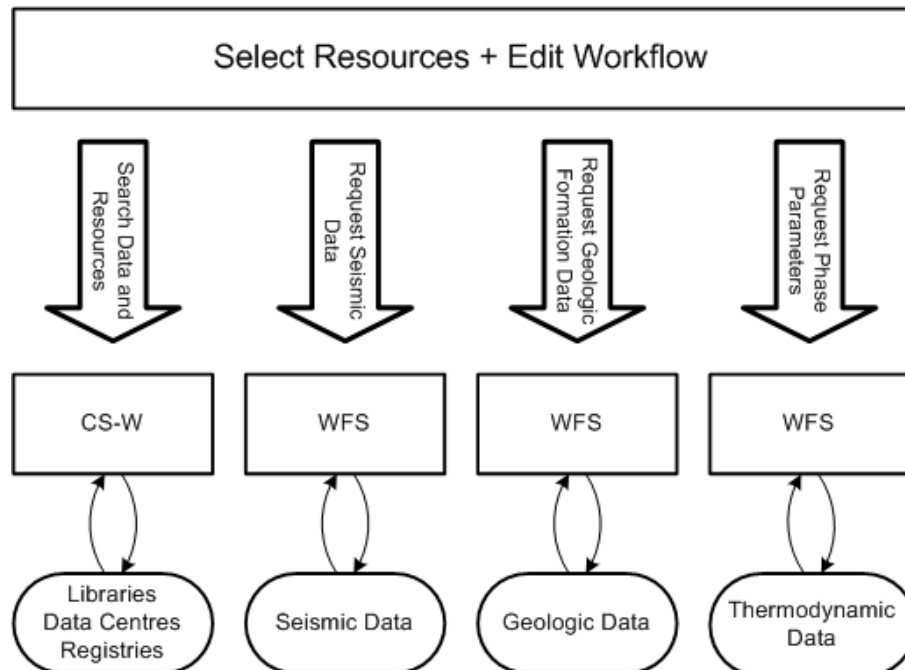 Select Resources + Edit Workflow
Search Data and
Resources
Request Seismic
Data
Request Geologic
Formation Data
Request Phase
Parameters
CS-W
WFS
WFS
WFS
Libraries
Data Centres
Registries
Seismic Data
Geologic Data
Thermodynamic
Data